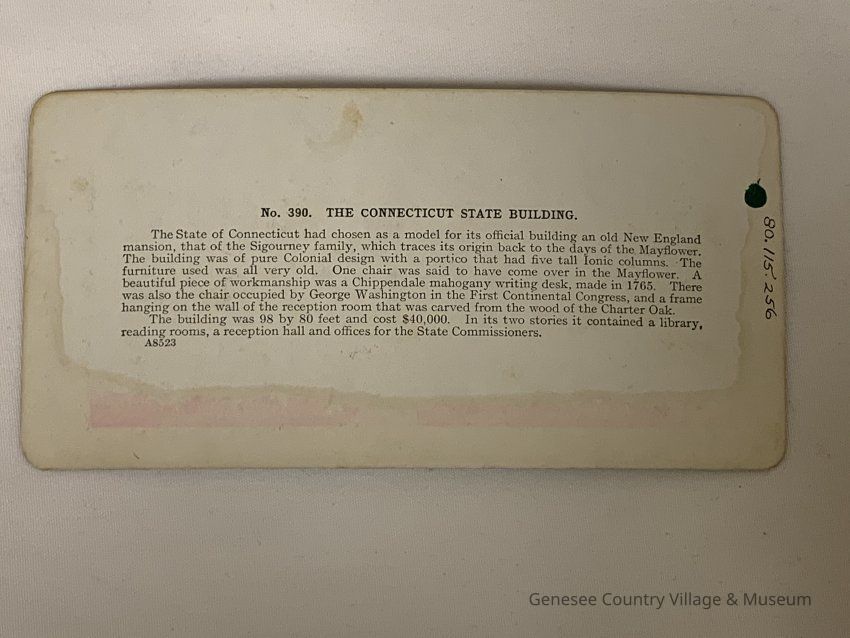 No. 390. THE CONNECTICUT STATE BUILDING.
The State of Connecticut had chosen as a model for its official building an old New England
mansion, that of the Sigourney family, which traces its origin back to the days of the Mayflower.
The building was of pure Colonial design with a portico that had five tall Ionic columns. The
furniture used was all very old. One chair was said to have come over in the Mayflower. A
beautiful piece of workmanship was a Chippendale mahogany writing desk, made in 1765. There
was also the chair occupied by George Washington in the First Continental Congress, and a frame
hanging on the wall of the reception room that was carved from the wood of the Charter Oak.
The building was 98 by 80 feet and cost $40,000. In its two stories it contained a library,
reading rooms, a reception hall and offices for the State Commissioners.
A8523
80.115.256
Genesee Country Village & Museum